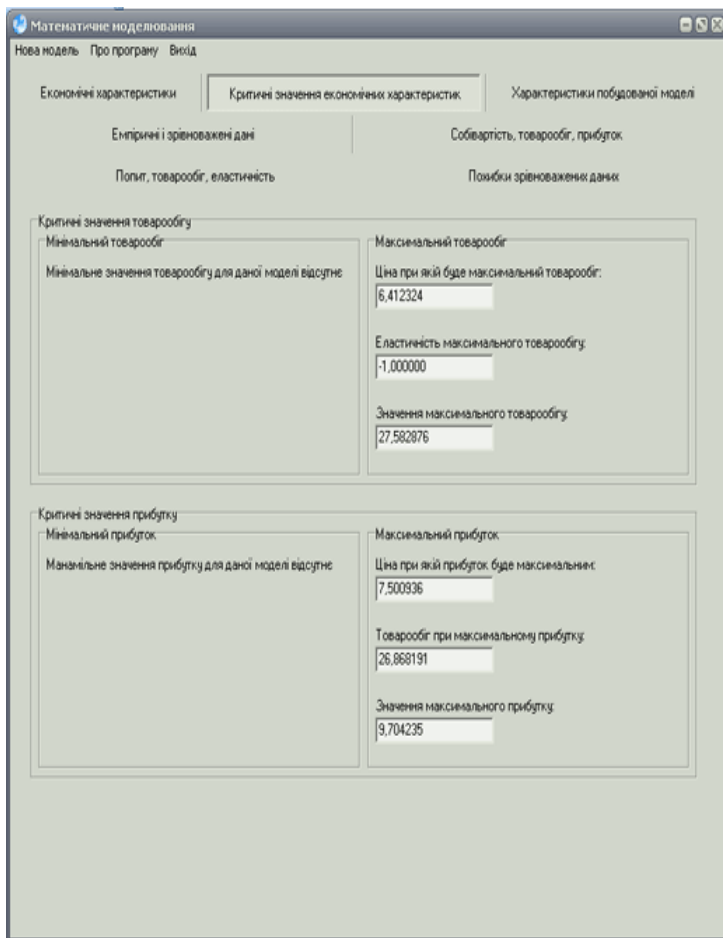 Математичне моделювання
Нова модель Про програму Вихід
Економічні характеристики Критичні значення економічних характеристик Характеристики побудованої моделі
Емпіричні і зрівноважені дані Собівартість, товарообіг, прибуток
Попит, товарообіг, еластичність Похибки зрівноважених даних
Критичні значення товарообігу
Мінімальний товарообіг
Мінімальне значення товарообігу для даної моделі відсутнє
Максимальний товарообіг
Ціна при якій буде максимальний товарообіг:
6,412324
Еластичність максимального товарообігу:
-1,000000
Значення максимального товарообігу:
27,582876
Критичні значення прибутку
Мінімальний прибуток
Манамільне значення прибутку для даної моделі відсутнє
Максимальний прибуток
Ціна при якій прибуток буде максимальним:
7,500936
Товарообіг при максимальному прибутку:
26,868191
Значення максимального прибутку:
9,704235